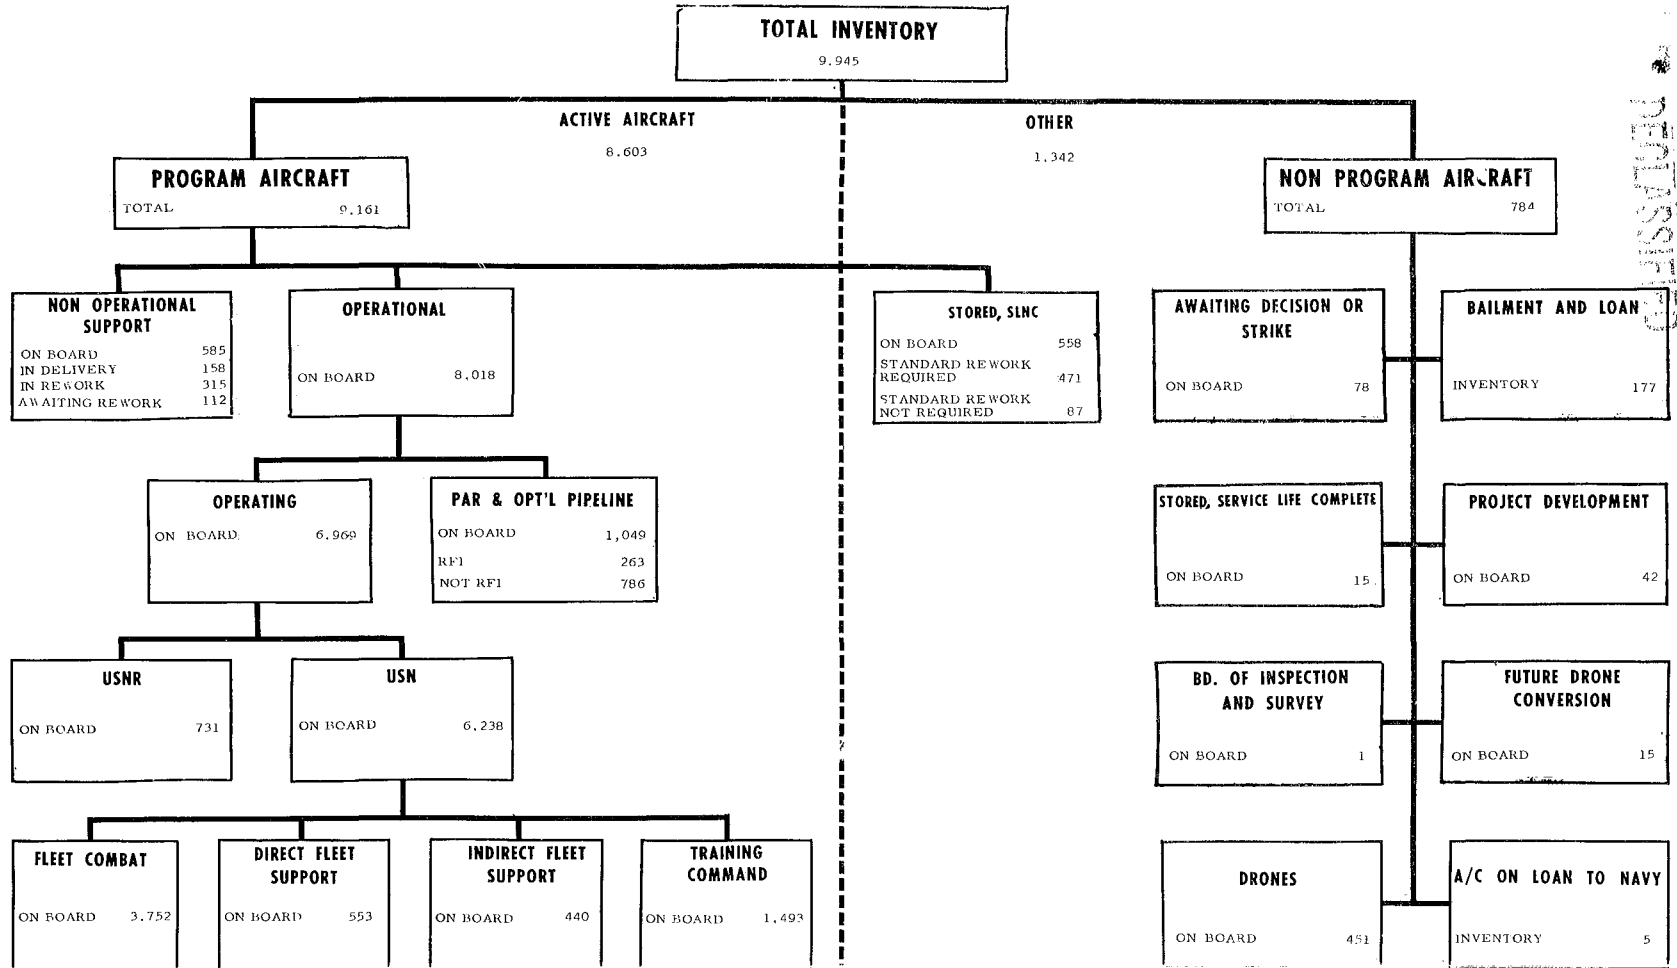 TOTAL INVENTORY
9.945
ACTIVE AIRCRAFT
8.603
OTHER
1.342
PROGRAM AIRCRAFT
TOTAL 9.161
NON PROGRAM AIRCRAFT
TOTAL 784
DECLASSIFIED
NON OPERATIONAL
SUPPORT
ON BOARD 585
IN DELIVERY 158
IN REWORK 315
AWAITING REWORK 112
OPERATIONAL
ON BOARD 8,018
STORED, SLNC
ON BOARD 558
STANDARD REWORK
REQUIRED 471
STANDARD REWORK
NOT REQUIRED 87
AWAITING DECISION OR
STRIKE
ON BOARD 78
BAILMENT AND LOAN
INVENTORY 177
OPERATING
ON BOARD 6.969
PAR & OPT'L PIPELINE
ON BOARD 1,049
RFI 263
NOT RFI 786
STORED, SERVICE LIFE COMPLETE
ON BOARD 15
PROJECT DEVELOPMENT
ON BOARD 42
USNR
ON BOARD 731
USN
ON BOARD 6,238
BD. OF INSPECTION
AND SURVEY
ON BOARD 1
FUTURE DRONE
CONVERSION
ON BOARD 15
FLEET COMBAT
ON BOARD 3.752
DIRECT FLEET
SUPPORT
ON BOARD 553
INDIRECT FLEET
SUPPORT
ON BOARD 440
TRAINING
COMMAND
ON BOARD 1,493
DRONES
ON BOARD 451
A/C ON LOAN TO NAVY
INVENTORY 5